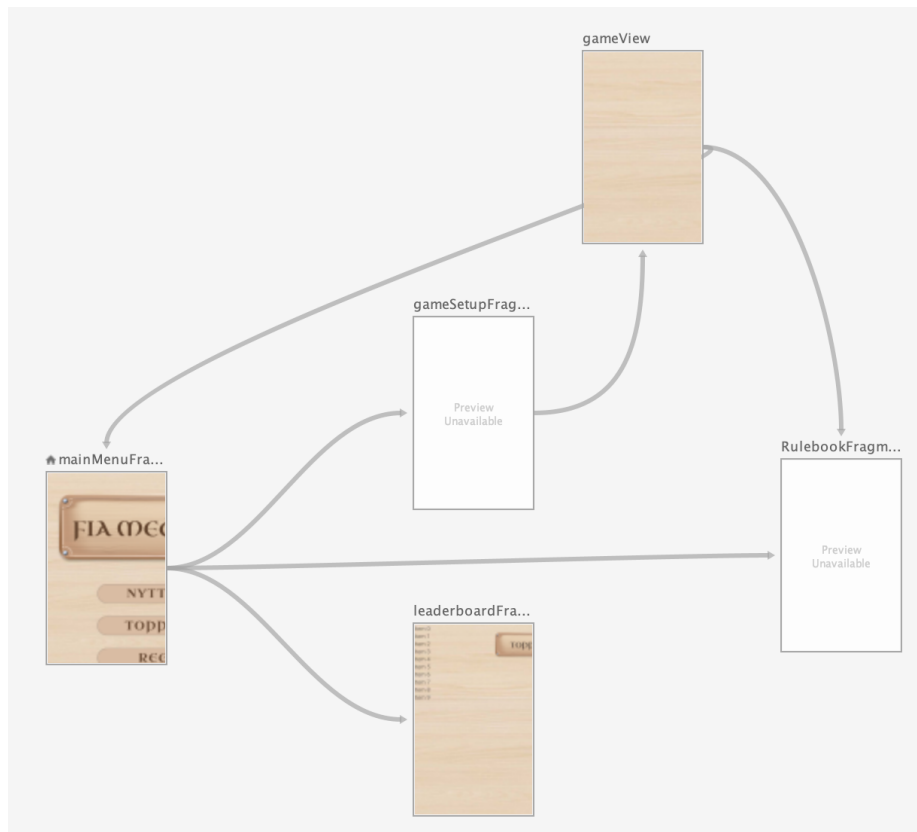 gameView
gameSetupFrag...
Preview
Unavailable
RulebookFragm...
Preview
Unavailable
mainMenuFra...
FIA MED
NYTT
TOPP
REG
leaderboardFra...
TOPP